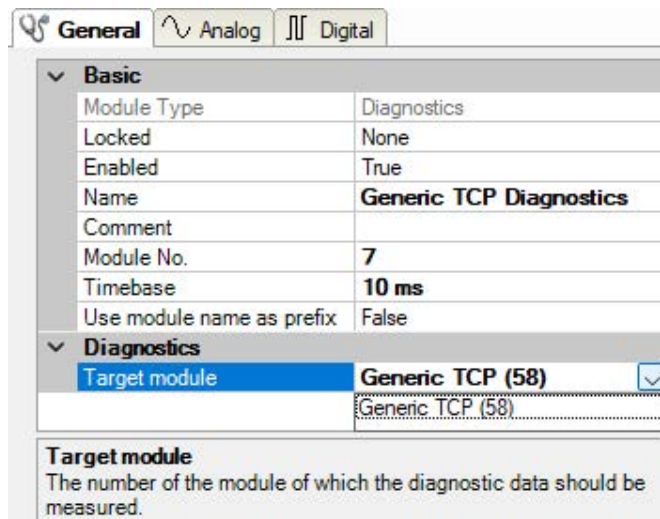 General Analog Digital
Basic
Module Type Diagnostics
Locked None
Enabled True
Name Generic TCP Diagnostics
Comment
Module No. 7
Timebase 10 ms
Use module name as prefix False
Diagnostics
Target module Generic TCP (58)
Generic TCP (58)
Target module
The number of the module of which the diagnostic data should be
measured.